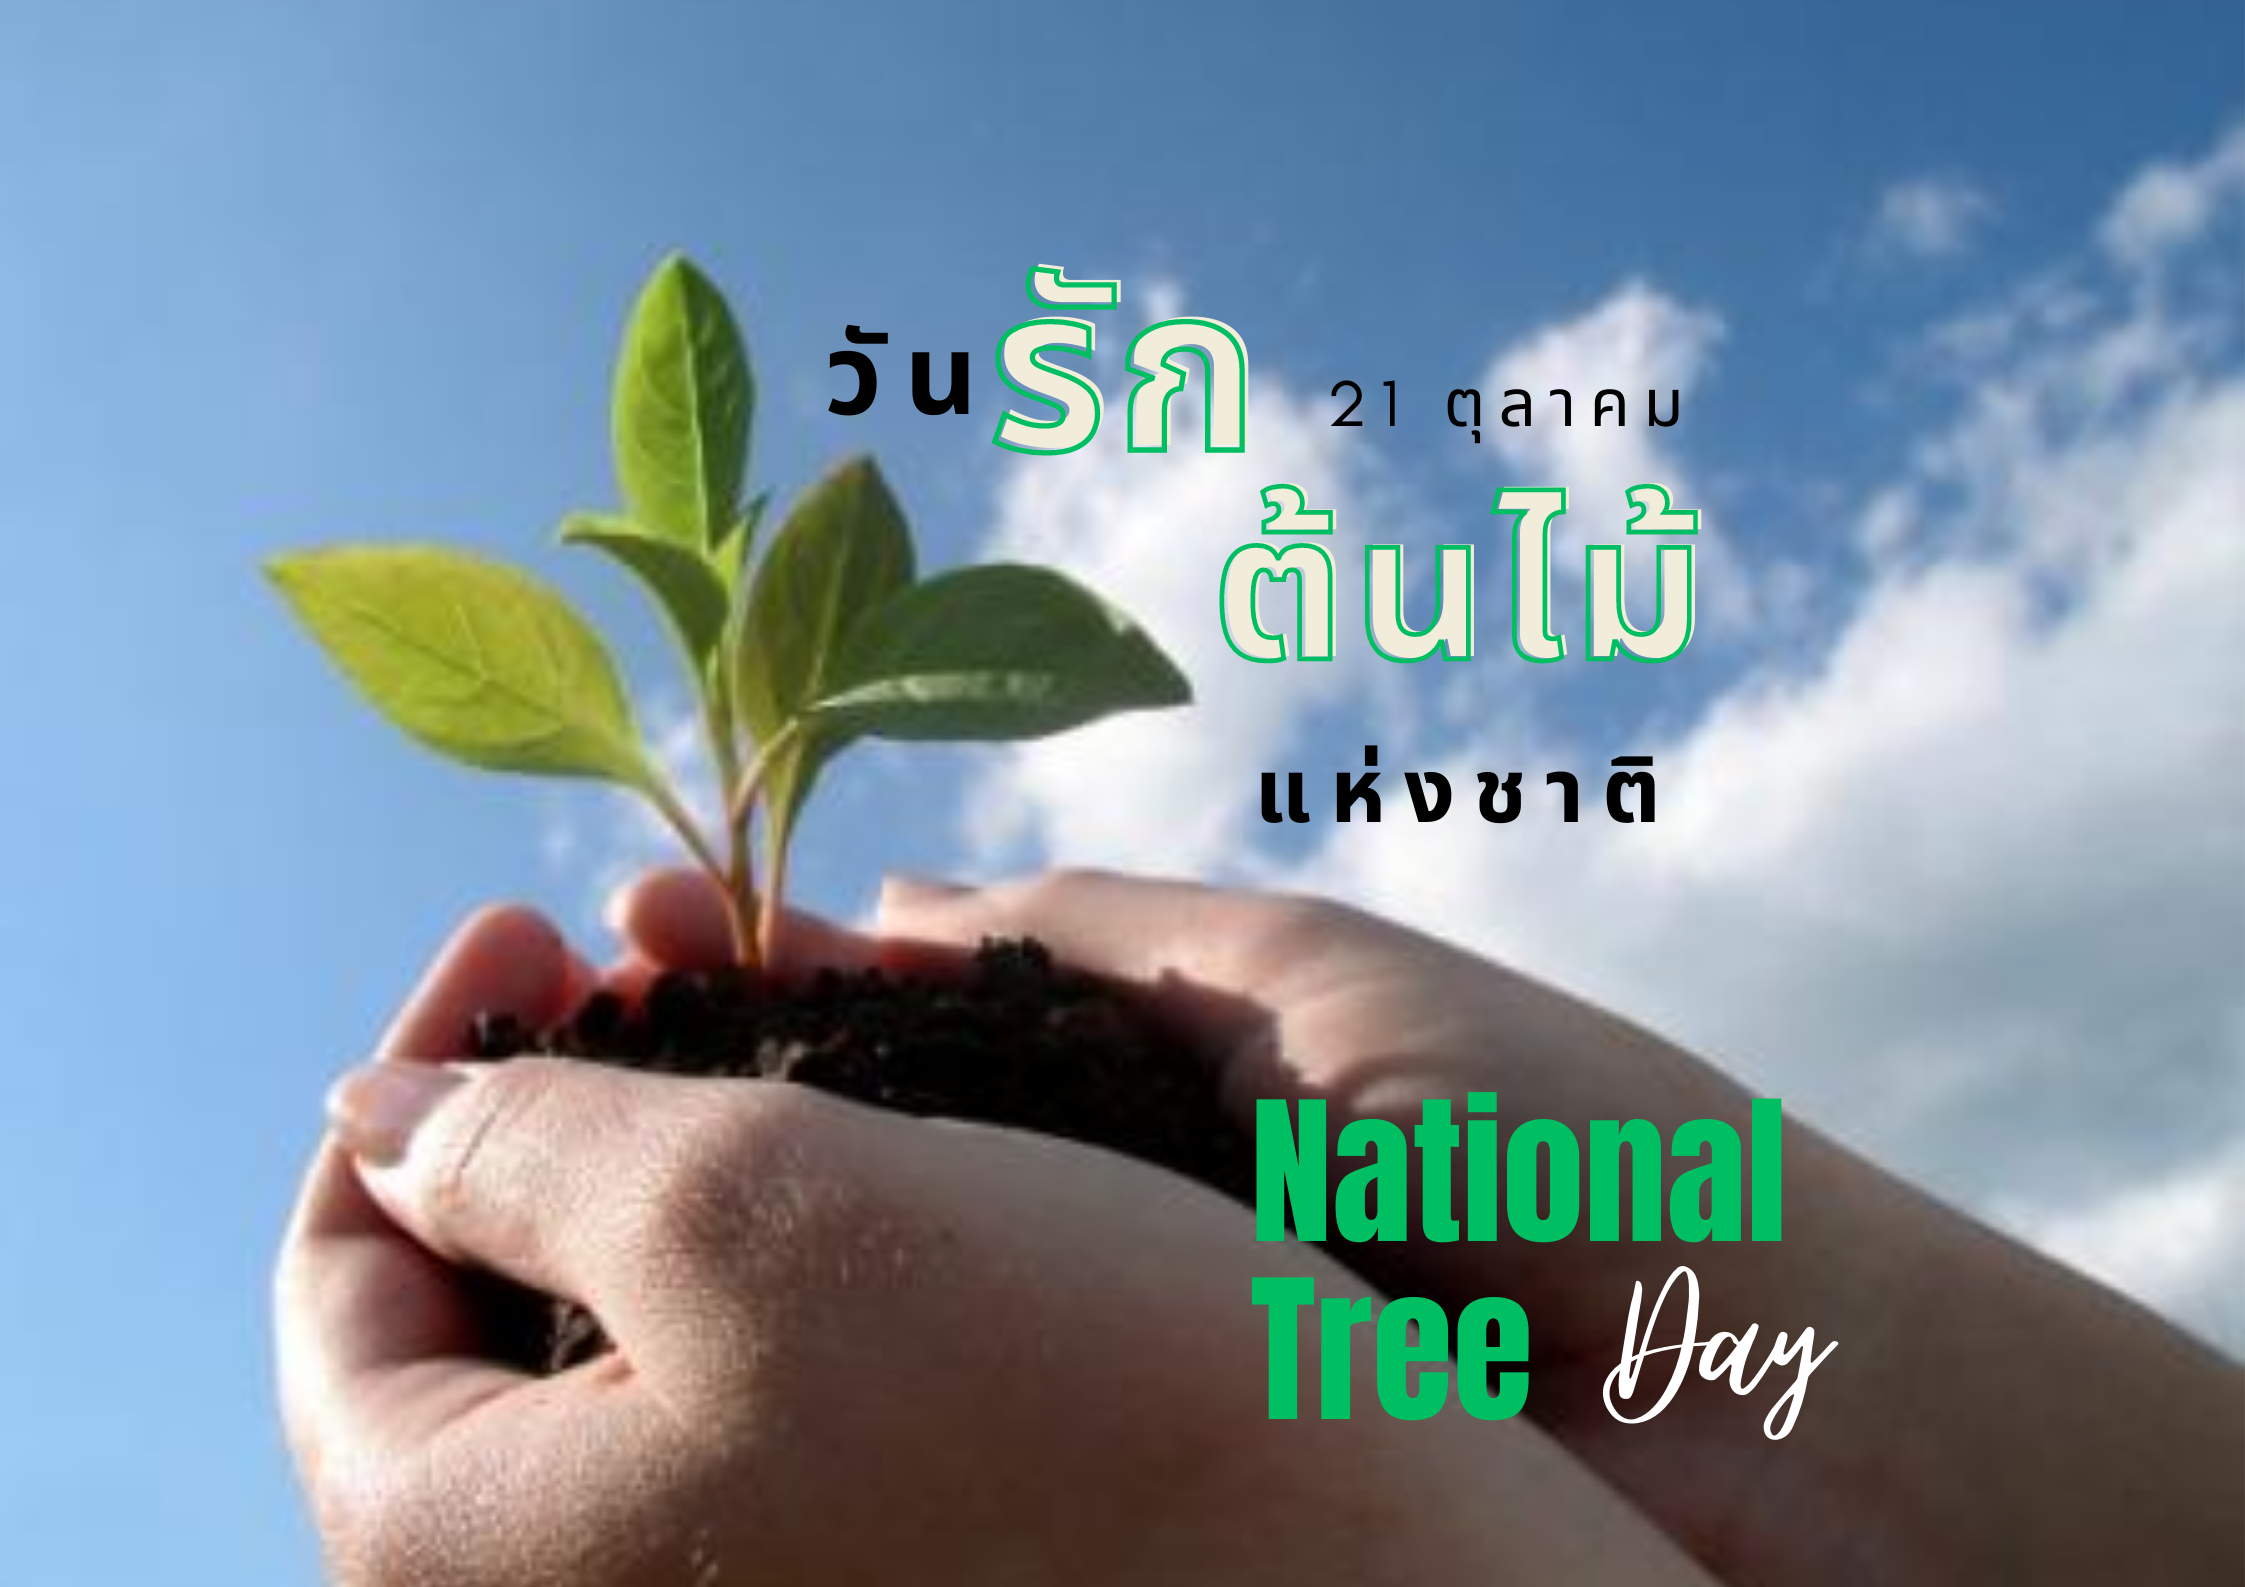 วันรัก 21 ตุลาคม
ต้นไม้
แห่งชาติ
National
Tree Day